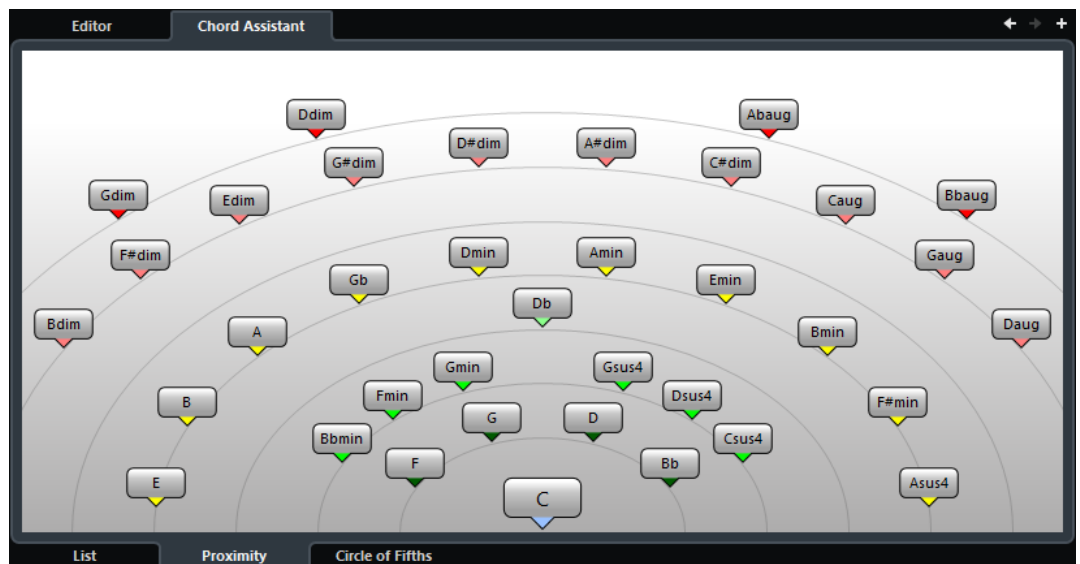 Editor
Chord Assistant
Ddim
Abaug
D#dim
A#dim
G#dim
C#dim
Gdim
Edim
Caug
Bbaug
F#dim
Dmin
Amin
Gaug
Gb
Emin
Db
Bdim
A
Bmin
Daug
Gmin
Gsus4
Fmin
Dsus4
B
F#min
G
D
Bbmin
Csus4
F
Bb
E
Asus4
C
List
Proximity
Circle of Fifths